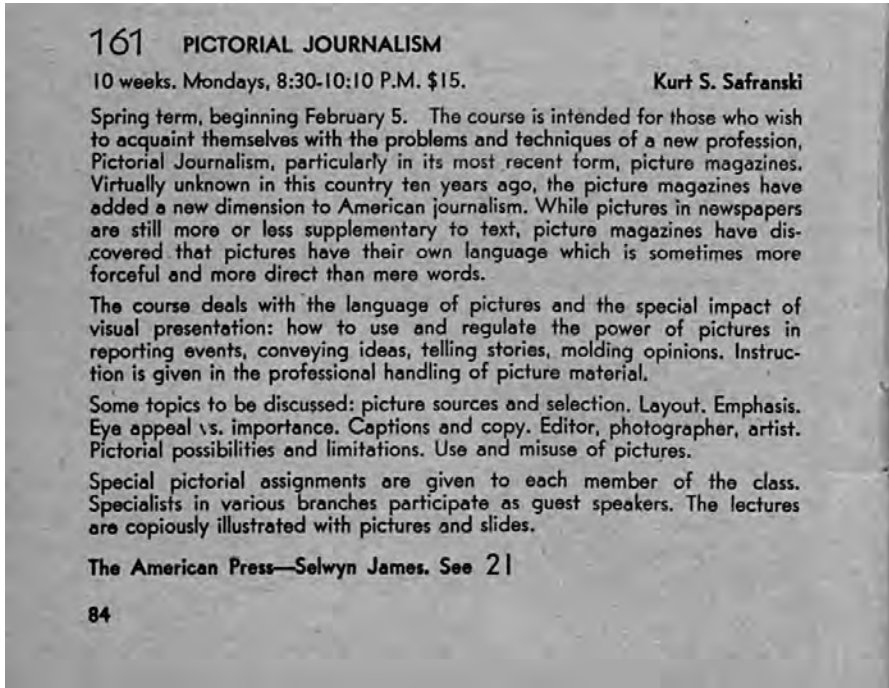 161 PICTORIAL JOURNALISM
10 weeks. Mondays, 8:30-10:10 P.M. $15. Kurt S. Safranski
Spring term, beginning February 5. The course is intended for those who wish
to acquaint themselves with the problems and techniques of a new profession,
Pictorial Journalism, particularly in its most recent form, picture magazines.
Virtually unknown in this country ten years ago, the picture magazines have
added a new dimension to American journalism. While pictures in newspapers
are still more or less supplementary to text, picture magazines have dis-
covered that pictures have their own language which is sometimes more
forceful and more direct than mere words.
The course deals with the language of pictures and the special impact of
visual presentation: how to use and regulate the power of pictures in
reporting events, conveying ideas, telling stories, molding opinions. Instruc-
tion is given in the professional handling of picture material.
Some topics to be discussed: picture sources and selection. Layout. Emphasis.
Eye appeal vs. importance. Captions and copy. Editor, photographer, artist.
Pictorial possibilities and limitations. Use and misuse of pictures.
Special pictorial assignments are given to each member of the class.
Specialists in various branches participate as guest speakers. The lectures
are copiously illustrated with pictures and slides.
The American Press—Selwyn James. See 21
84